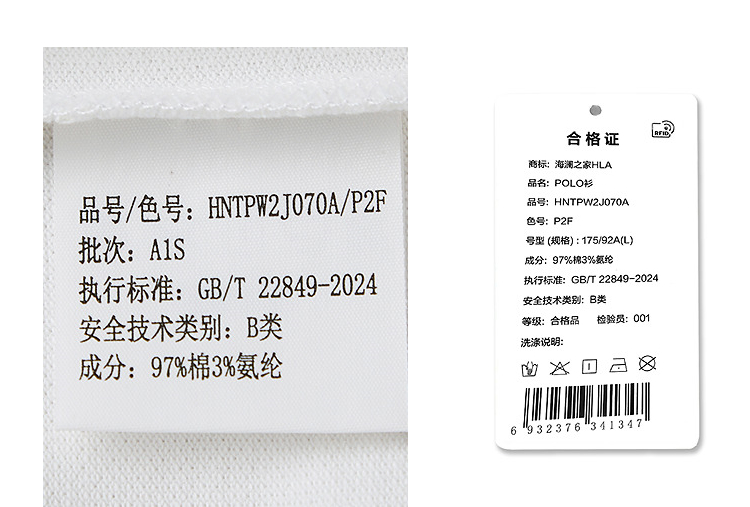 品号/色号: HNTPW2J070A/P2F
批次: A1S
执行标准: GB/T 22849-2024
安全技术类别: B类
成分: 97%棉3%氨纶
RFID
合格证
商标: 海澜之家HLA
品名: POLO衫
品号: HNTPW2J070A
色号: P2F
号型 (规格) : 175/92A(L)
成分: 97%棉3%氨纶
执行标准: GB/T 22849-2024
安全技术类别: B类
等级: 合格品 检验员: 001
洗涤说明:
6 932376 341347